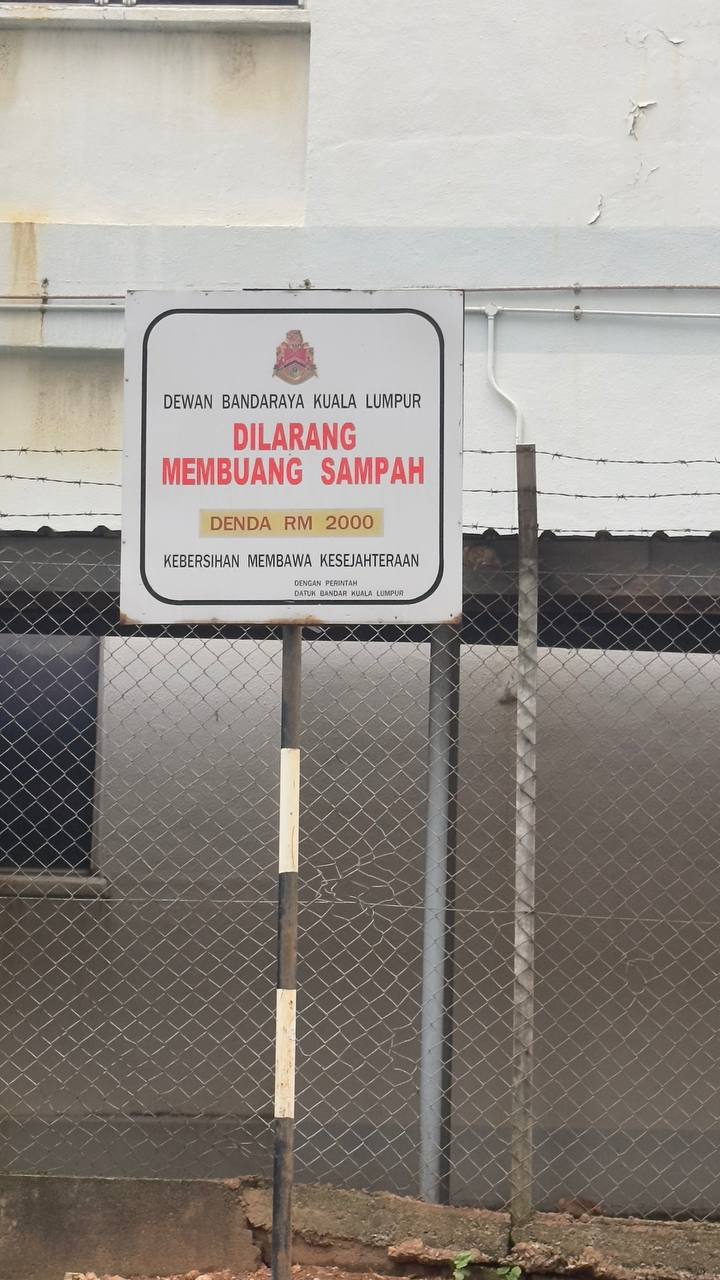 DEWAN BANDARAYA KUALA LUMPUR
DILARANG
MEMBUANG SAMPAH
DENDA RM 2000
KEBERSIHAN MEMBAWA KESEJAHTERAAN
DENGAN PERINTAH
DATUK BANDAR KUALA LUMPUR